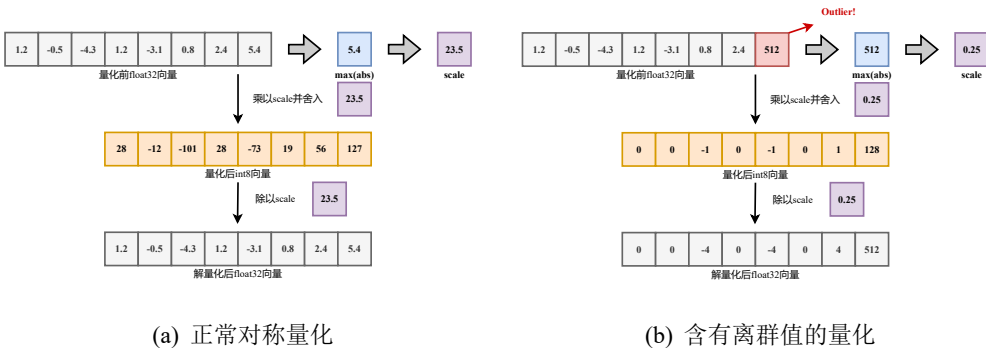 1.2 -0.5 -4.3 1.2 -3.1 0.8 2.4 5.4
5.4
23.5
量化前float32向量
max(abs)
scale
乘以scale并舍入
23.5
28 -12 -101 28 -73 19 56 127
量化后int8向量
除以scale
23.5
1.2 -0.5 -4.3 1.2 -3.1 0.8 2.4 5.4
解量化后float32向量
(a) 正常对称量化
Outlier!
1.2 -0.5 -4.3 1.2 -3.1 0.8 2.4 512
512
0.25
量化前float32向量
max(abs)
scale
乘以scale并舍入
0.25
0 0 -1 0 -1 0 1 128
量化后int8向量
除以scale
0.25
0 0 -4 0 -4 0 4 512
解量化后float32向量
(b) 含有离群值的量化